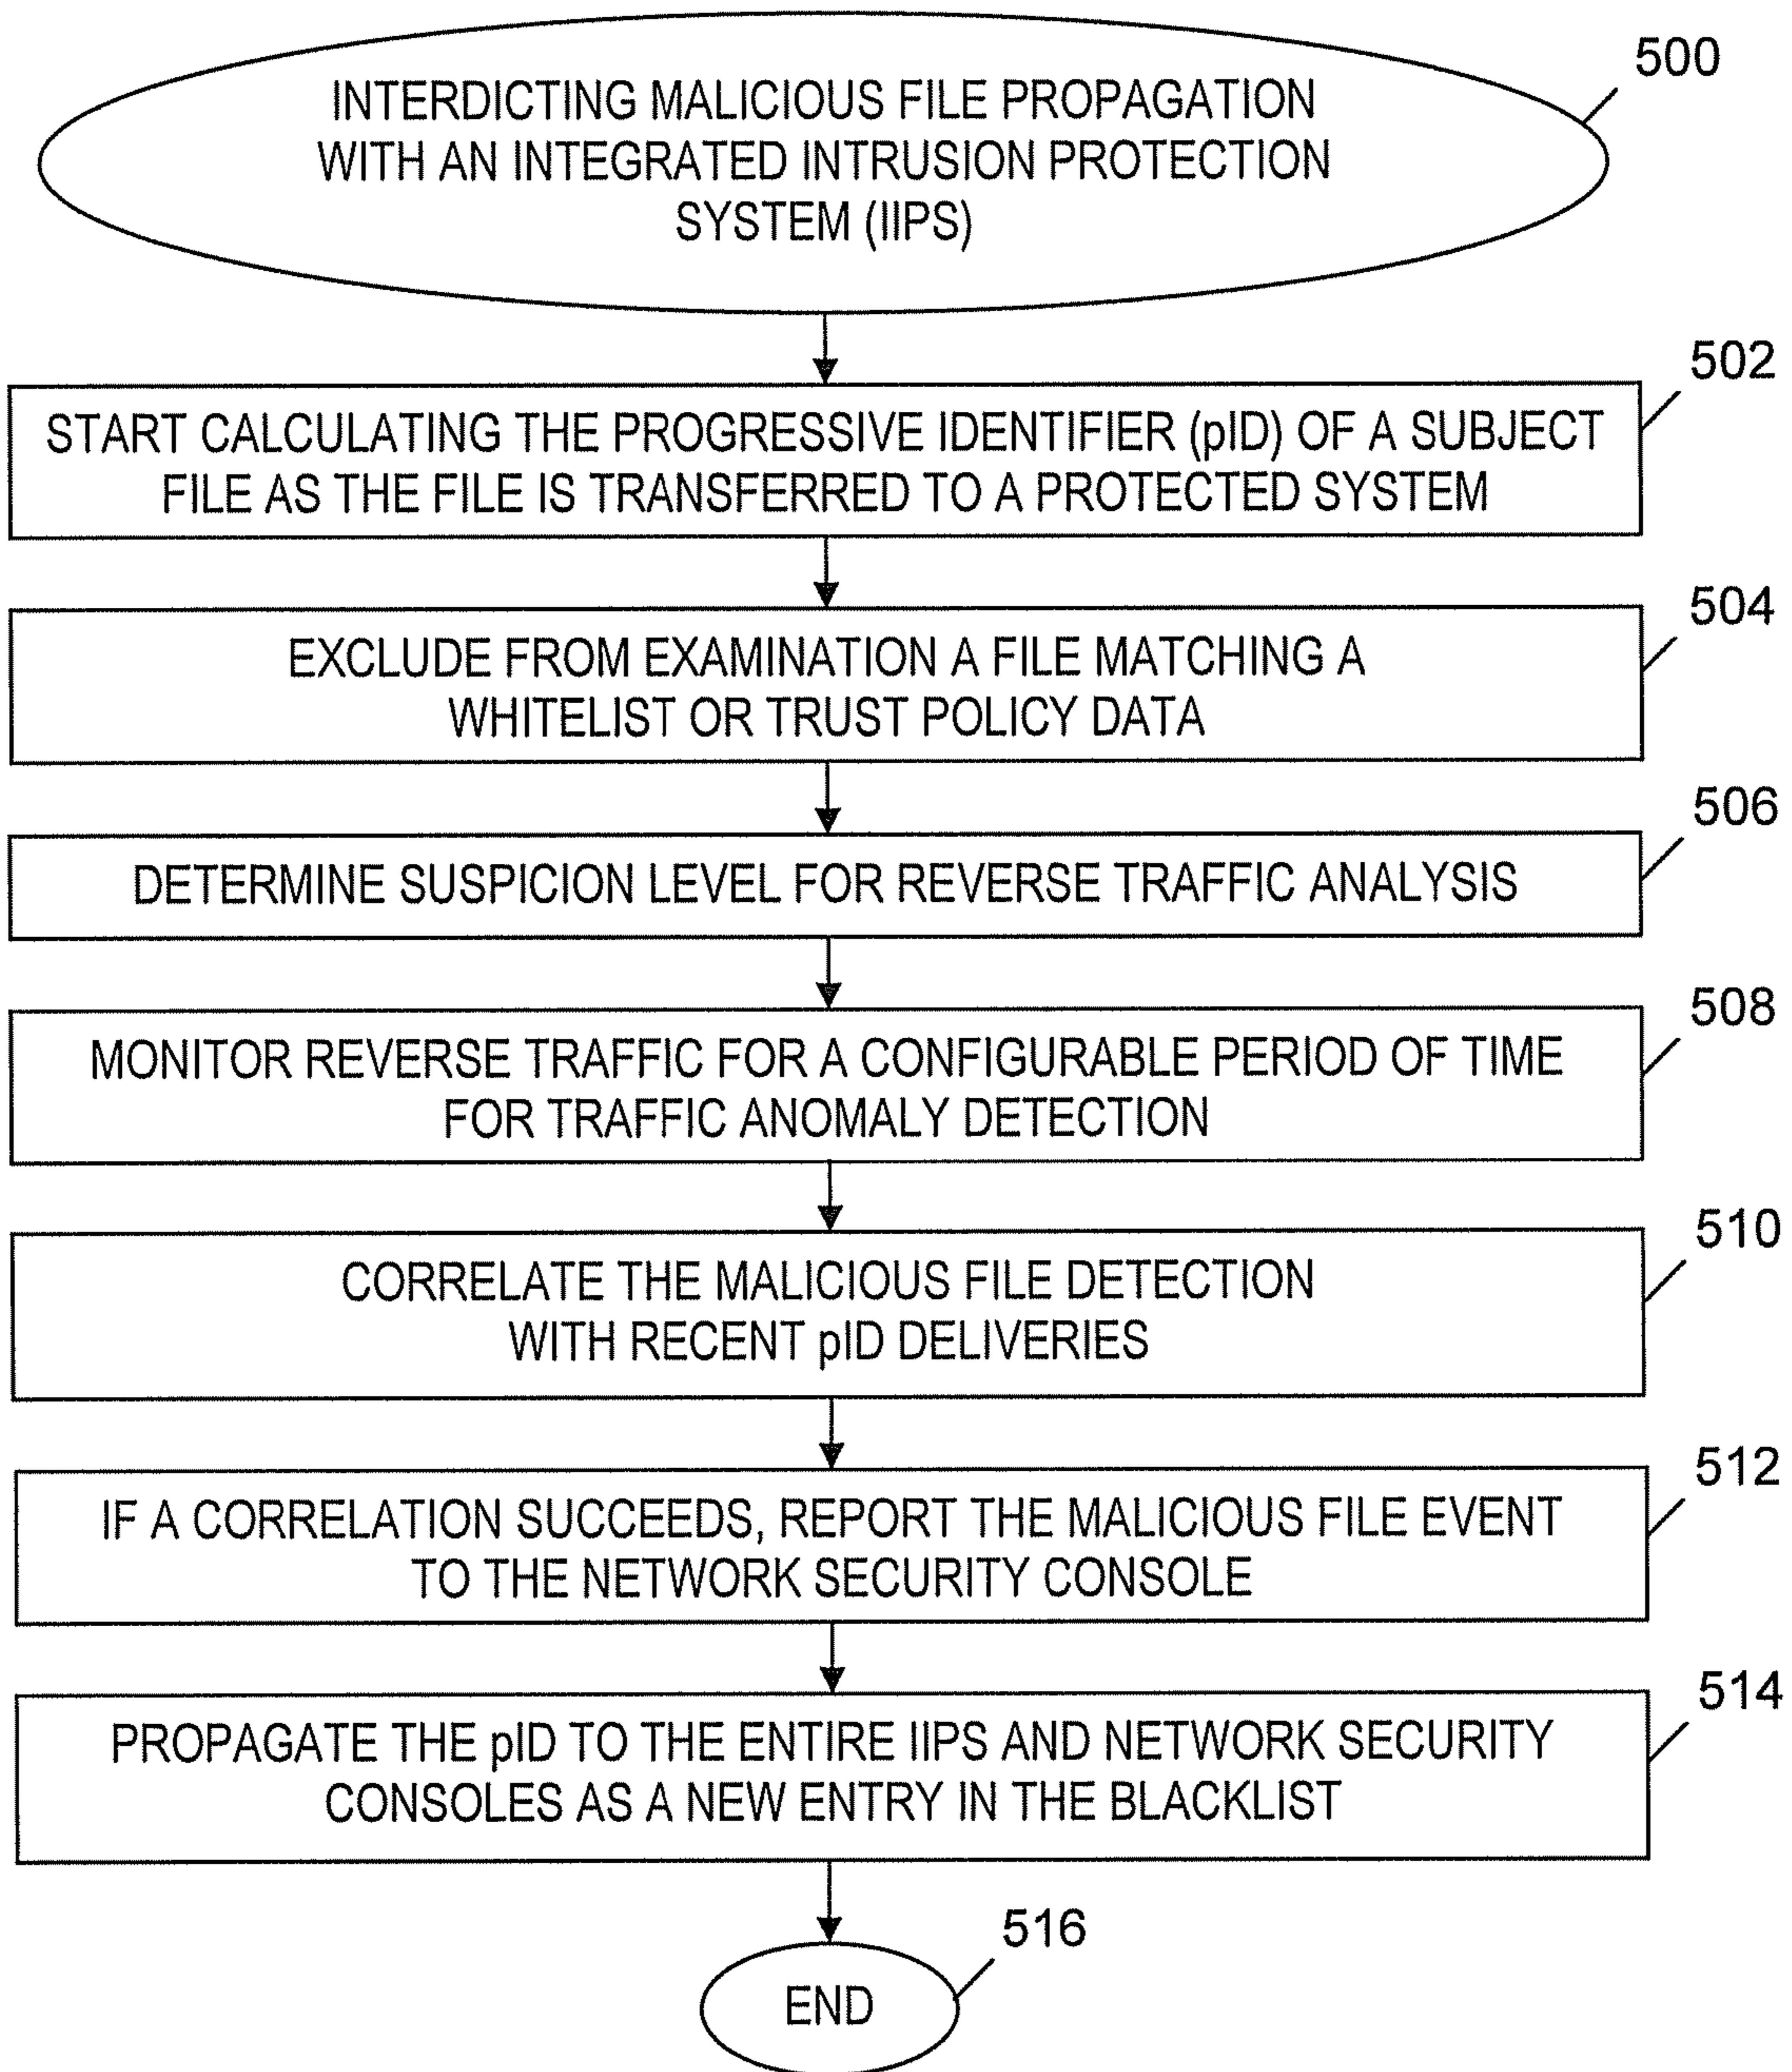 500
INTERDICTING MALICIOUS FILE PROPAGATION
WITH AN INTEGRATED INTRUSION PROTECTION
SYSTEM (IIPS)
502
START CALCULATING THE PROGRESSIVE IDENTIFIER (pID) OF A SUBJECT
FILE AS THE FILE IS TRANSFERRED TO A PROTECTED SYSTEM
504
EXCLUDE FROM EXAMINATION A FILE MATCHING A
WHITELIST OR TRUST POLICY DATA
506
DETERMINE SUSPICION LEVEL FOR REVERSE TRAFFIC ANALYSIS
508
MONITOR REVERSE TRAFFIC FOR A CONFIGURABLE PERIOD OF TIME
FOR TRAFFIC ANOMALY DETECTION
510
CORRELATE THE MALICIOUS FILE DETECTION
WITH RECENT pID DELIVERIES
512
IF A CORRELATION SUCCEEDS, REPORT THE MALICIOUS FILE EVENT
TO THE NETWORK SECURITY CONSOLE
514
PROPAGATE THE pID TO THE ENTIRE IIPS AND NETWORK SECURITY
CONSOLES AS A NEW ENTRY IN THE BLACKLIST
516
END